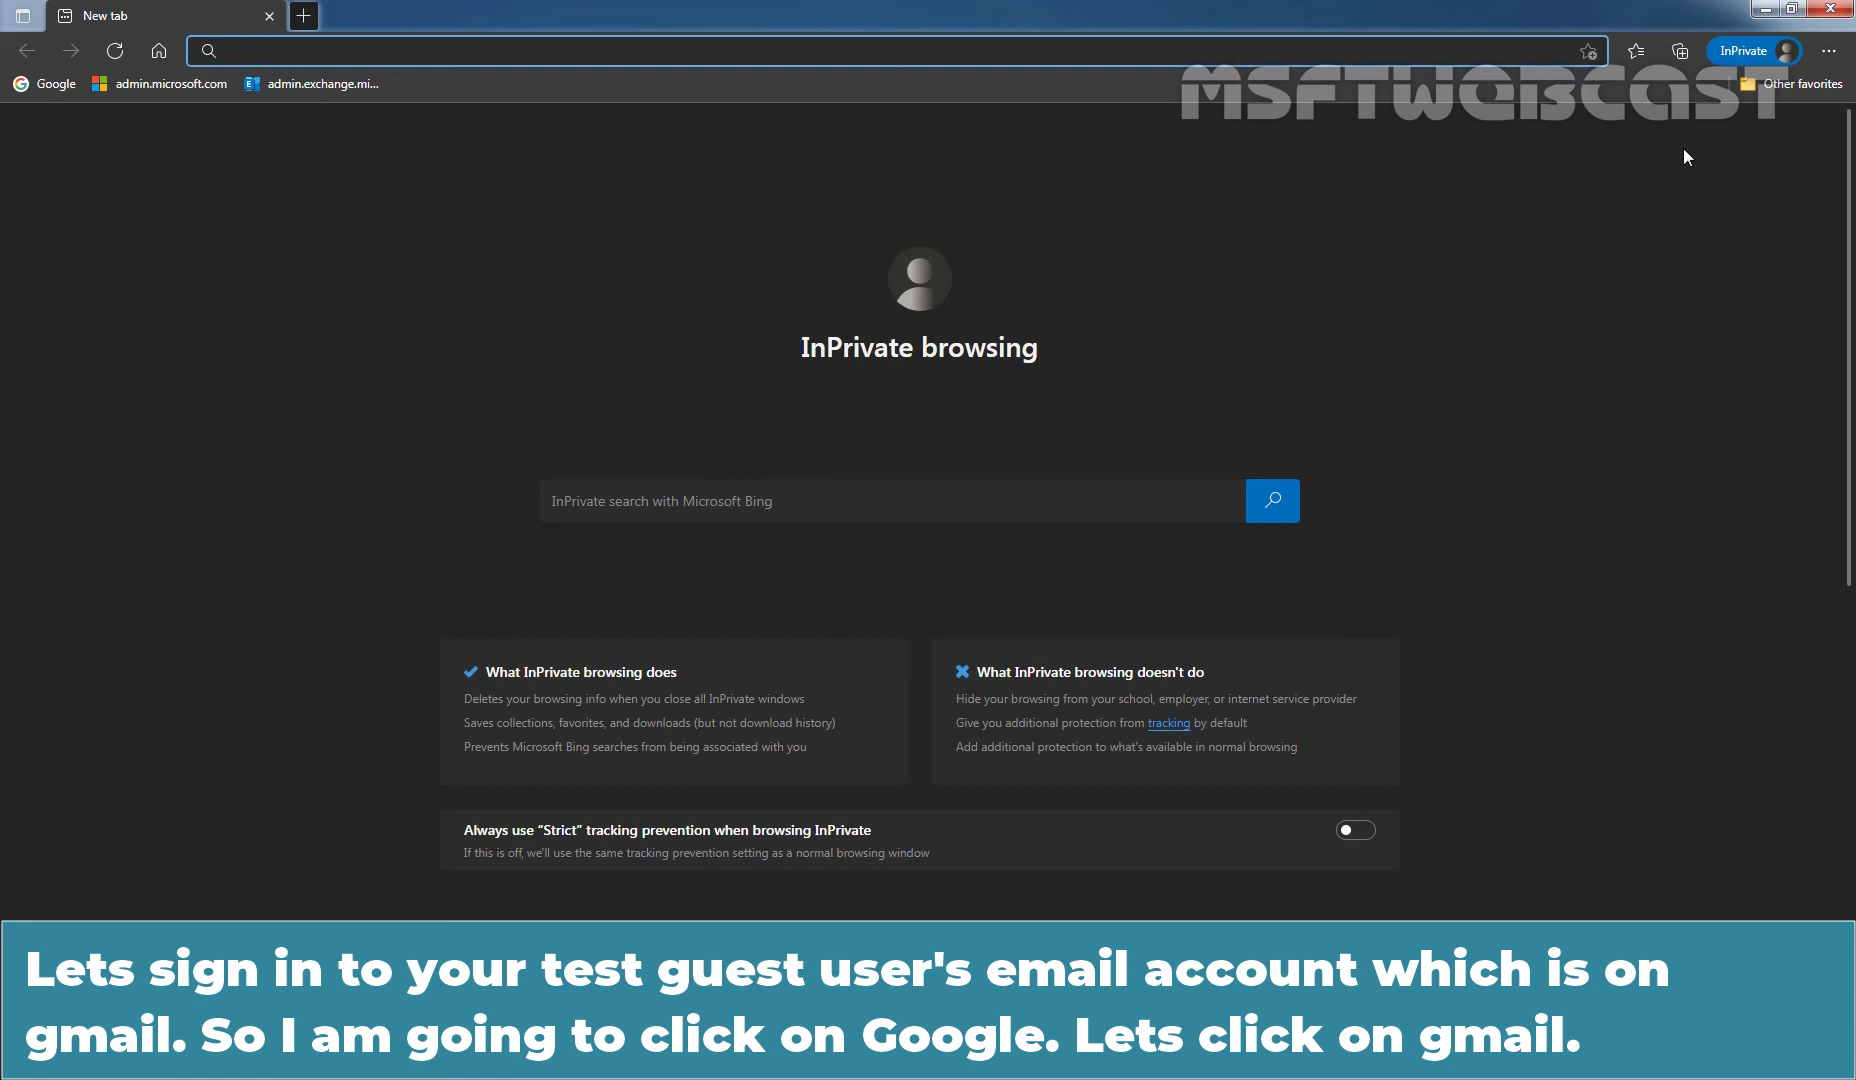 New tab
InPrivate
Google
admin.microsoft.com
admin.exchange.mi...
Other favorites
MSFTWEBCAST
InPrivate browsing
InPrivate search with Microsoft Bing
What InPrivate browsing does
Deletes your browsing info when you close all InPrivate windows
Saves collections, favorites, and downloads (but not download history)
Prevents Microsoft Bing searches from being associated with you
What InPrivate browsing doesn't do
Hide your browsing from your school, employer, or internet service provider
Give you additional protection from tracking by default
Add additional protection to what's available in normal browsing
Always use “Strict” tracking prevention when browsing InPrivate
If this is off, we'll use the same tracking prevention setting as a normal browsing window
Lets sign in to your test guest user's email account which is on
gmail. So I am going to click on Google. Lets click on gmail.